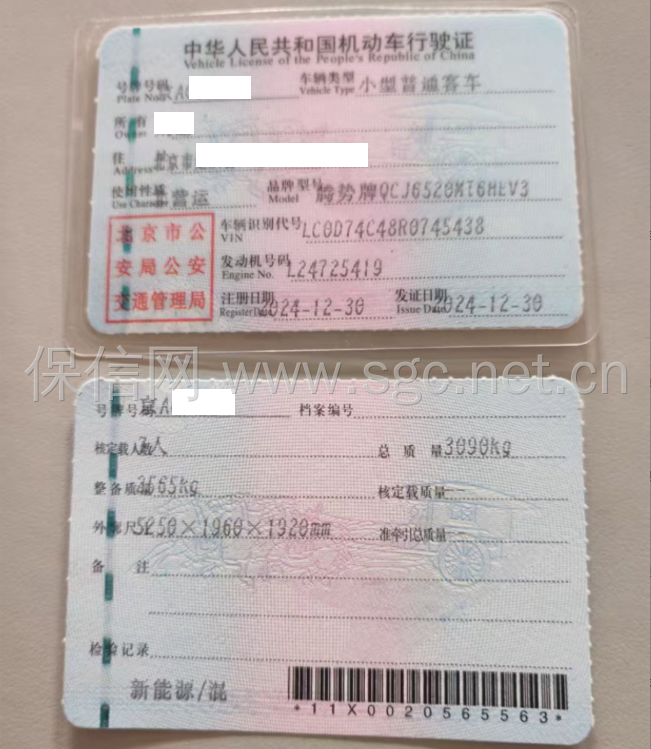 中华人民共和国机动车行驶证
Vehicle License of the People's Republic of China
号牌号码 Plate No. A
车辆类型 Vehicle Type 小型普通客车
所有 Owner
住 Address 北京市
使用性质 Use Character 营运
品牌型号 Model 腾势牌QCJ6520MT6HEV3
北京市公安局公安交通管理局
车辆识别代号 VIN LC0D74C48R0745438
发动机号码 Engine No. L24725419
注册日期 Register Date 2024-12-30
发证日期 Issue Date 2024-12-30
保信网 www.sgc.net.cn
号牌号 京A
档案编号
核定载人数 7人
总质量 3090kg
整备质量 2565kg
核定载质量
外形尺 5250×1960×1920mm
准牵引总质量
备注
检验记录
新能源/混
*11X0020565563*